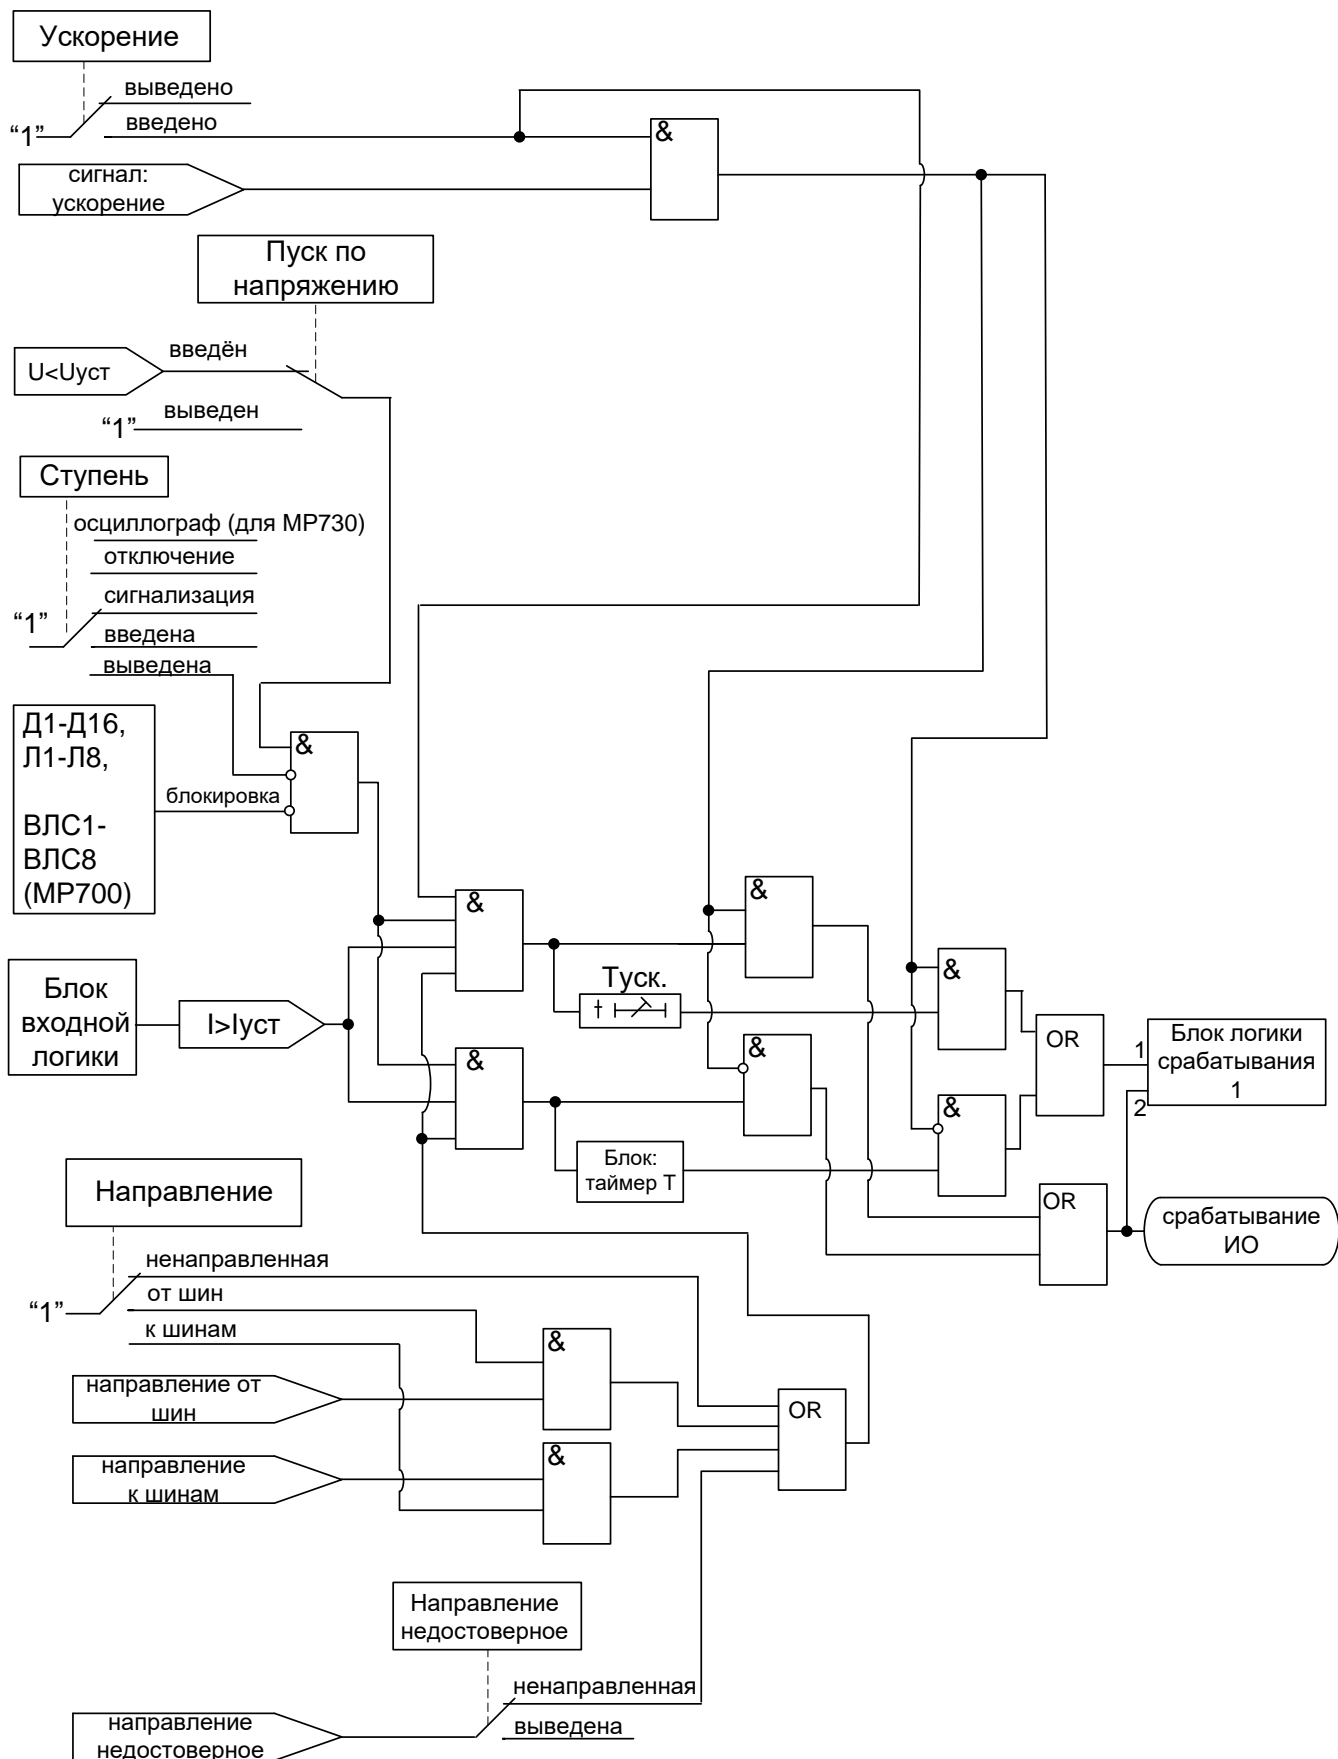 Ускорение
выведено
“1”
введено
&
сигнал:
ускорение
Пуск по
напряжению
введён
U<Uуст
выведен
“1”
Ступень
осциллограф (для МР730)
отключение
сигнализация
“1”
введена
выведена
Д1-Д16,
Л1-Л8,
ВЛС1-
ВЛС8
(МР700)
&
блокировка
&
&
Туск.
&
Блок
входной
логики
I>Iуст
&
&
OR
1
2
Блок логики
срабатывания
1
&
Блок:
таймер Т
Направление
OR
срабатывание
ИО
ненаправленная
“1”
от шин
к шинам
&
направление от
шин
OR
&
направление
к шинам
Направление
недостоверное
ненаправленная
выведена
направление
недостоверное